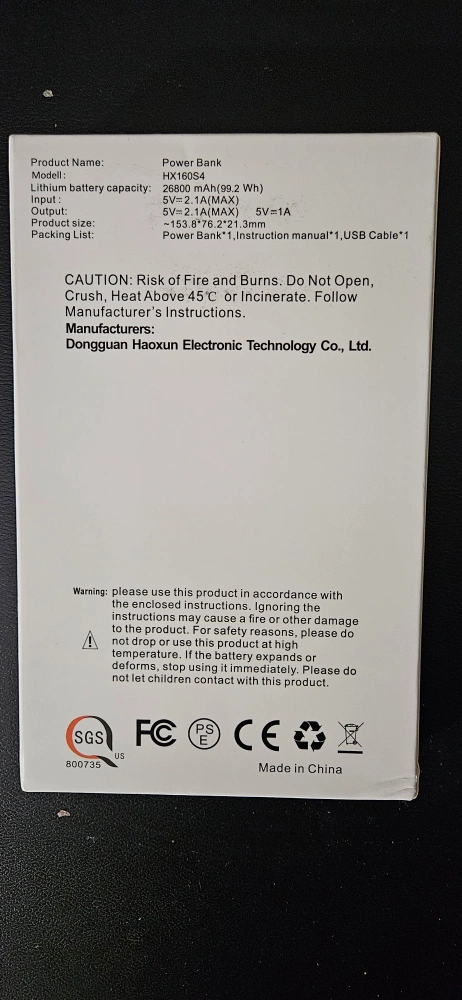 Product Name: Power Bank
Model: HX160S4
Lithium battery capacity: 26800 mAh(99.2 Wh)
Input : 5V⎓2.1A(MAX)
Output: 5V⎓2.1A(MAX) 5V⎓1A
Product size: ~153.8*76.2*21.3mm
Packing List: Power Bank*1,Instruction manual*1,USB Cable*1
CAUTION: Risk of Fire and Burns. Do Not Open,
Crush, Heat Above 45℃ or Incinerate. Follow
Manufacturer's Instructions.
Manufacturers:
Dongguan Haoxun Electronic Technology Co., Ltd.
Warning: please use this product in accordance with
the enclosed instructions. Ignoring the
instructions may cause a fire or other damage
to the product. For safety reasons, please do
not drop or use this product at high
temperature. If the battery expands or
deforms, stop using it immediately. Please do
not let children contact with this product.
SGS US FC PS E CE
800735
Made in China